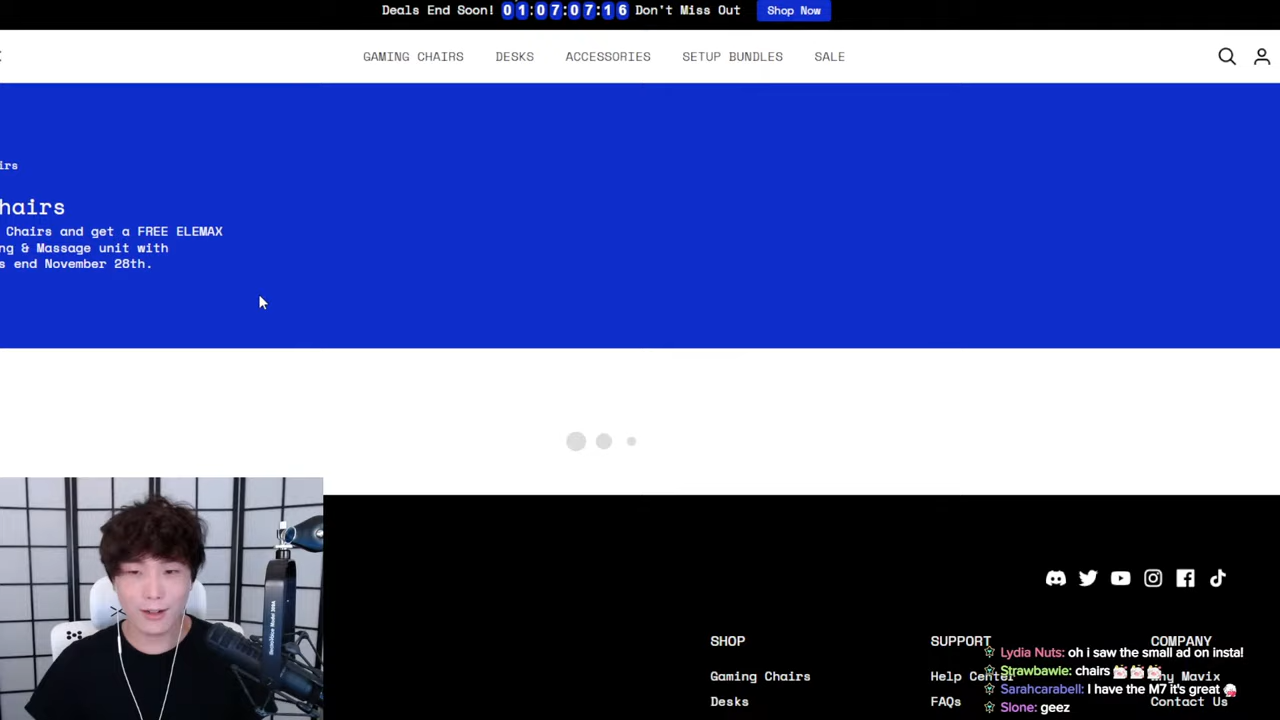 Deals End Soon! 01:07:07:16 Don't Miss Out Shop Now
GAMING CHAIRS DESKS ACCESSORIES SETUP BUNDLES SALE
irs
hairs
Chairs and get a FREE ELEMAX
ng & Massage unit with
s end November 28th.
SHOP SUPPORT COMPANY
Gaming Chairs Help Center Why Mavix
Desks FAQs Contact Us
Lydia Nuts: oh i saw the small ad on insta!
Strawbawie: chairs
Sarahcarabell: I have the M7 it's great
Slone: geez